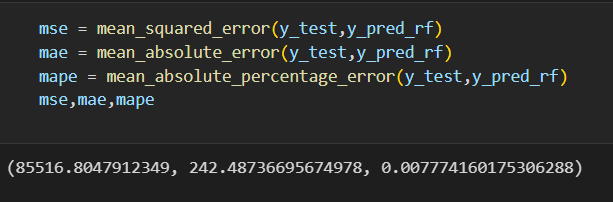 mse = mean_squared_error(y_test,y_pred_rf)
mae = mean_absolute_error(y_test,y_pred_rf)
mape = mean_absolute_percentage_error(y_test,y_pred_rf)
mse,mae,mape
(85516.8047912349, 242.48736695674978, 0.007774160175306288)